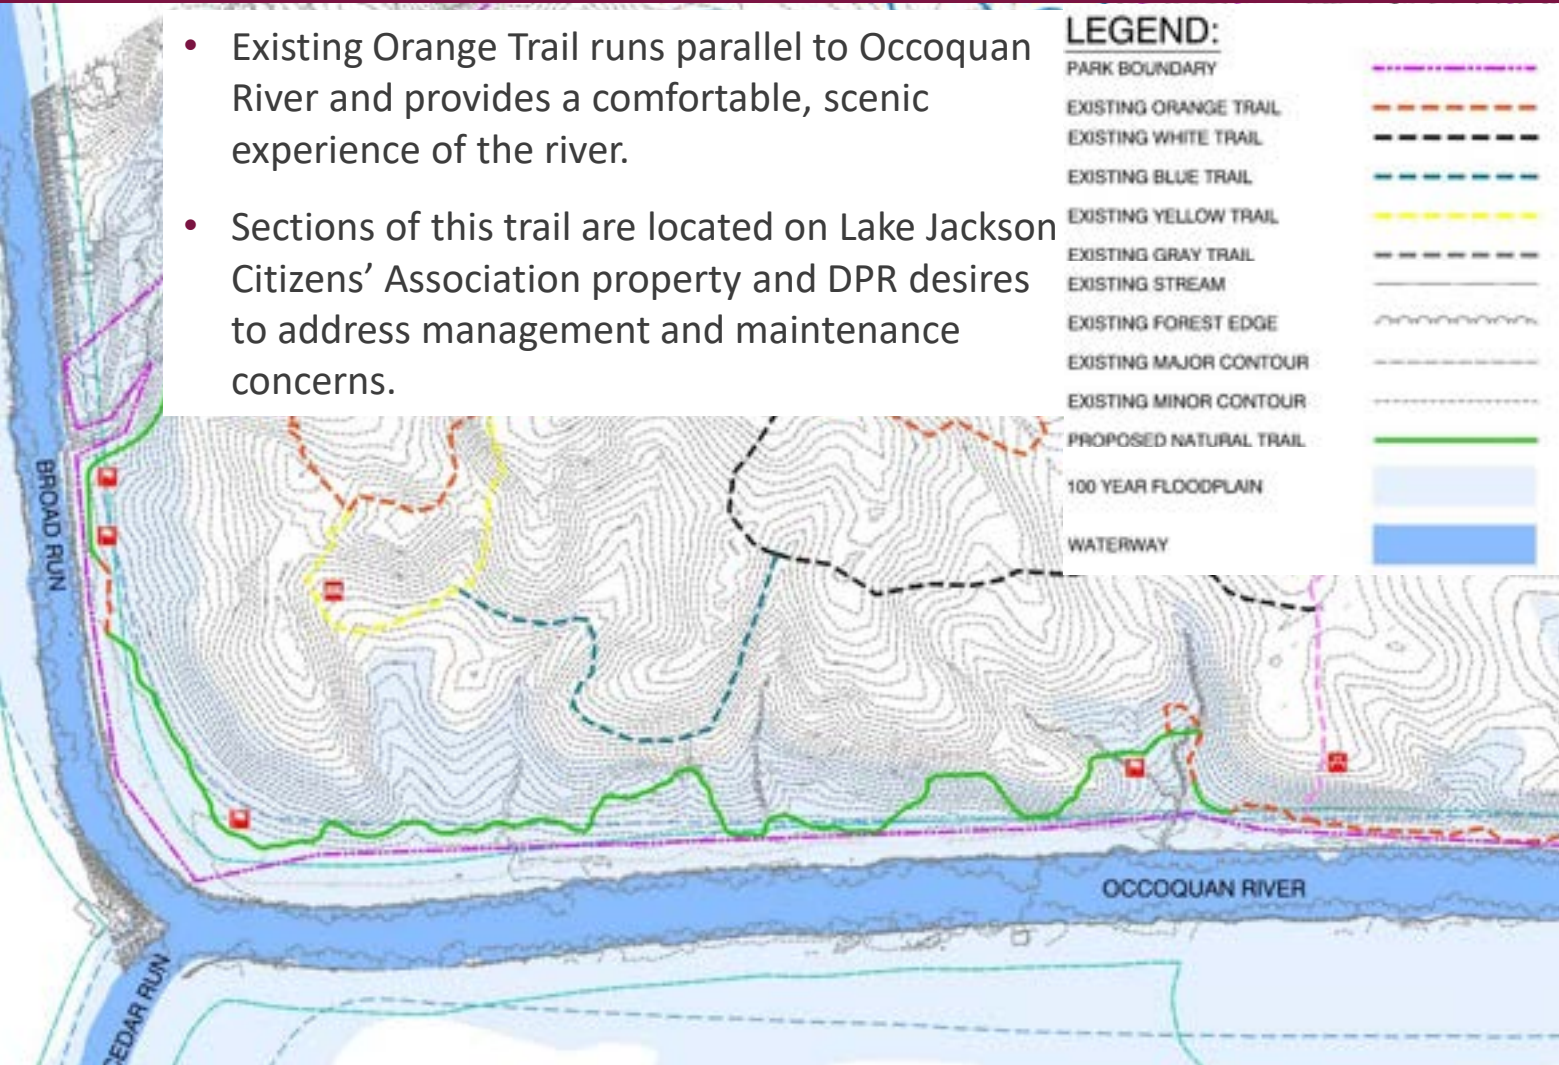 • Existing Orange Trail runs parallel to Occoquan
River and provides a comfortable, scenic
experience of the river.
• Sections of this trail are located on Lake Jackson
Citizens’ Association property and DPR desires
to address management and maintenance
concerns.
LEGEND:
PARK BOUNDARY
EXISTING ORANGE TRAIL
EXISTING WHITE TRAIL
EXISTING BLUE TRAIL
EXISTING YELLOW TRAIL
EXISTING GRAY TRAIL
EXISTING STREAM
EXISTING FOREST EDGE
EXISTING MAJOR CONTOUR
EXISTING MINOR CONTOUR
PROPOSED NATURAL TRAIL
100 YEAR FLOODPLAIN
WATERWAY
BROAD RUN
OCCOQUAN RIVER
CEDAR RUN